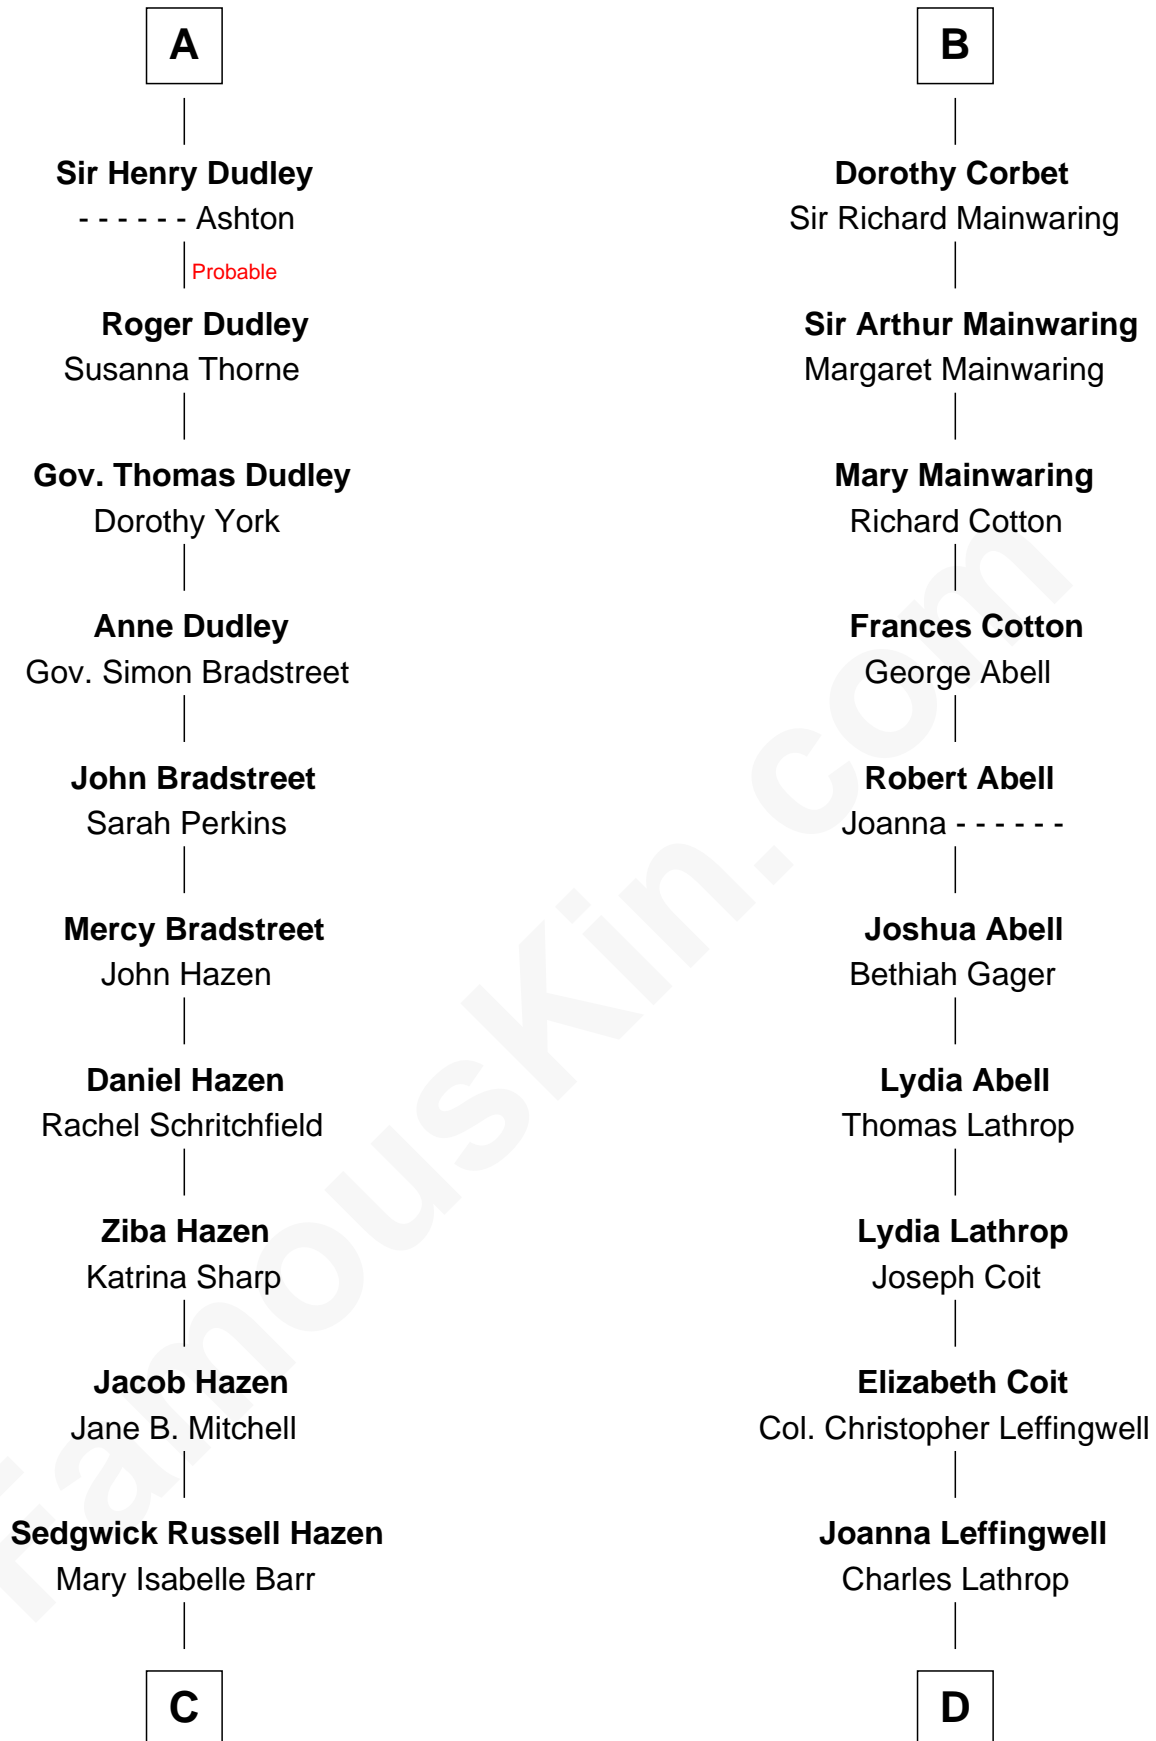 A
Sir Henry Dudley
- - - - - - Ashton
Probable
Roger Dudley
Susanna Thorne
Gov. Thomas Dudley
Dorothy York
Anne Dudley
Gov. Simon Bradstreet
John Bradstreet
Sarah Perkins
Mercy Bradstreet
John Hazen
Daniel Hazen
Rachel Schritchfield
Ziba Hazen
Katrina Sharp
Jacob Hazen
Jane B. Mitchell
Sedgwick Russell Hazen
Mary Isabelle Barr
C
B
Dorothy Corbet
Sir Richard Mainwaring
Sir Arthur Mainwaring
Margaret Mainwaring
Mary Mainwaring
Richard Cotton
Frances Cotton
George Abell
Robert Abell
Joanna - - - - - -
Joshua Abell
Bethiah Gager
Lydia Abell
Thomas Lathrop
Lydia Lathrop
Joseph Coit
Elizabeth Coit
Col. Christopher Leffingwell
Joanna Leffingwell
Charles Lathrop
D
FamousKin.com